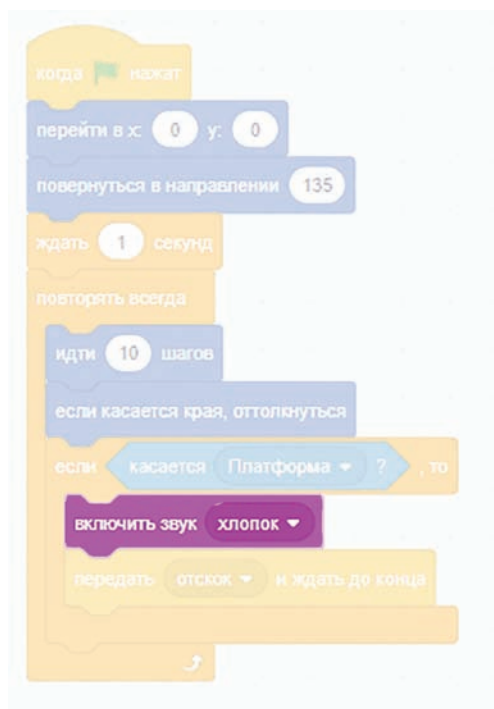 когда нажат
перейти в x: 0 y: 0
повернуться в направлении 135
ждать 1 секунд
повторять всегда
идти 10 шагов
если касается края, оттолкнуться
если касается Платформа ? , то
включить звук хлопок
передать отскок и ждать до конца